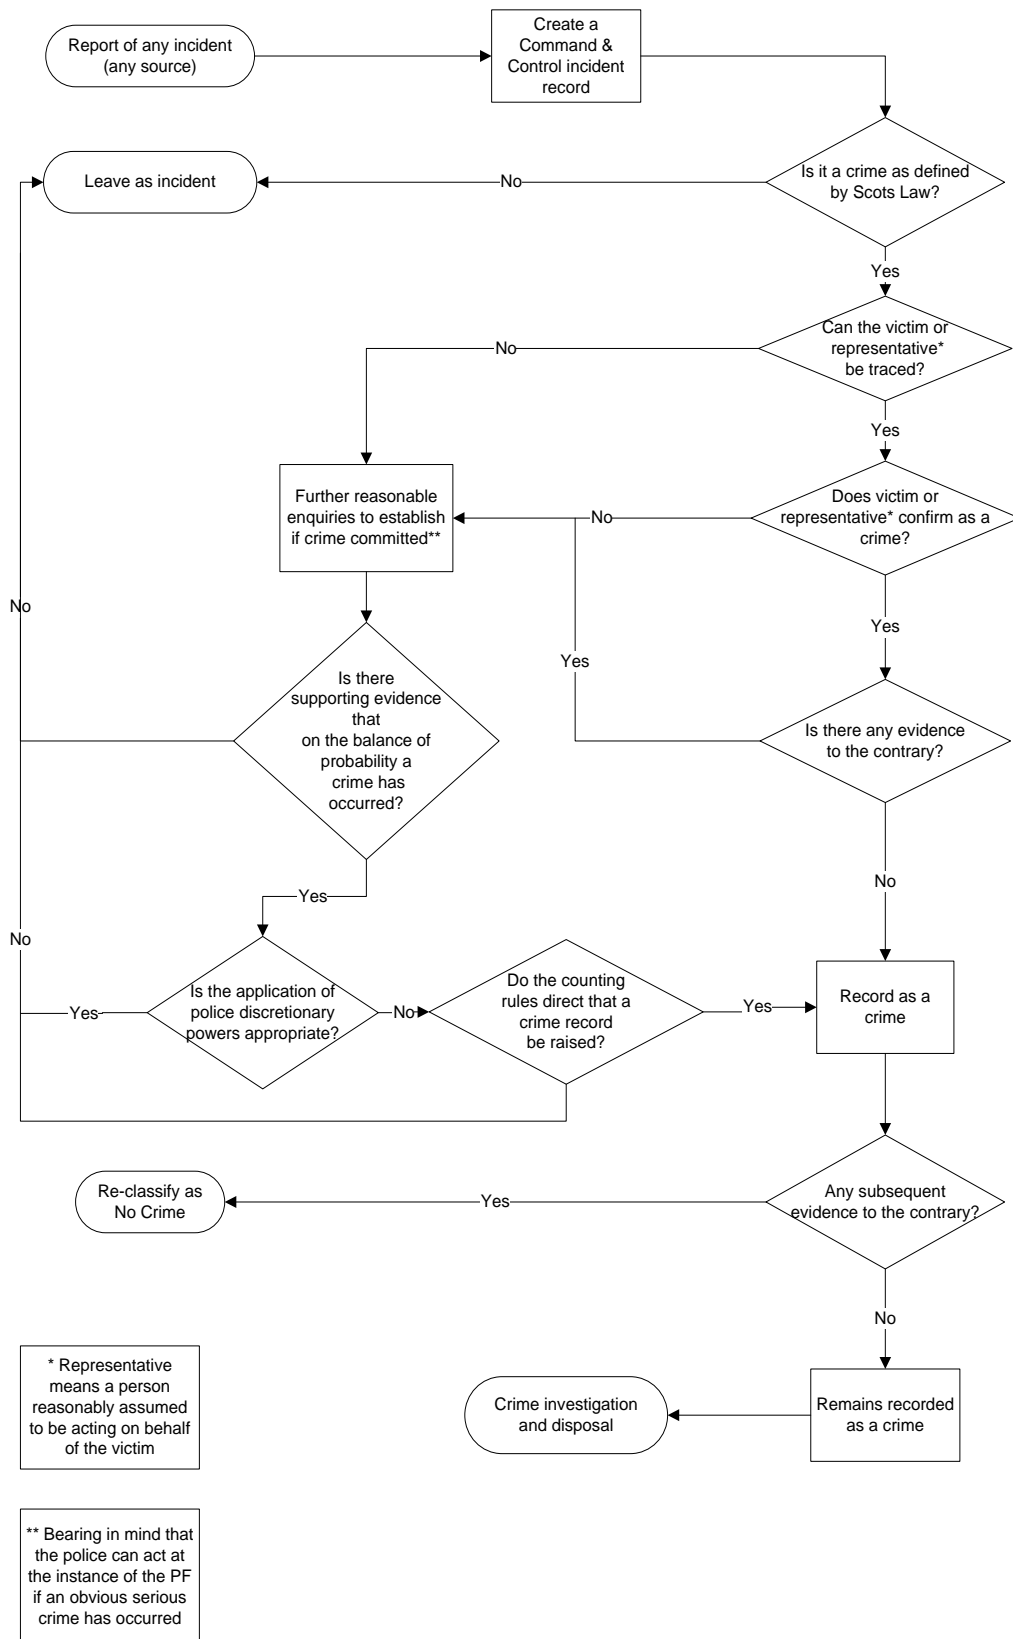 Report of any incident
(any source)
Create a
Command &
Control incident
record
Leave as incident
No
Is it a crime as defined
by Scots Law?
Yes
Can the victim or
representative*
be traced?
No
Yes
Further reasonable
enquiries to establish
if crime committed**
No
Does victim or
representative* confirm as a
crime?
No
Yes
Yes
Is there
supporting evidence
that
on the balance of
probability a
crime has
occurred?
Is there any evidence
to the contrary?
No
Yes
No
Yes
Is the application of
police discretionary
powers appropriate?
No
Do the counting
rules direct that a
crime record
be raised?
Yes
Record as a
crime
Re-classify as
No Crime
Yes
Any subsequent
evidence to the contrary?
No
* Representative
means a person
reasonably assumed
to be acting on behalf
of the victim
Crime investigation
and disposal
Remains recorded
as a crime
** Bearing in mind that
the police can act at
the instance of the PF
if an obvious serious
crime has occurred